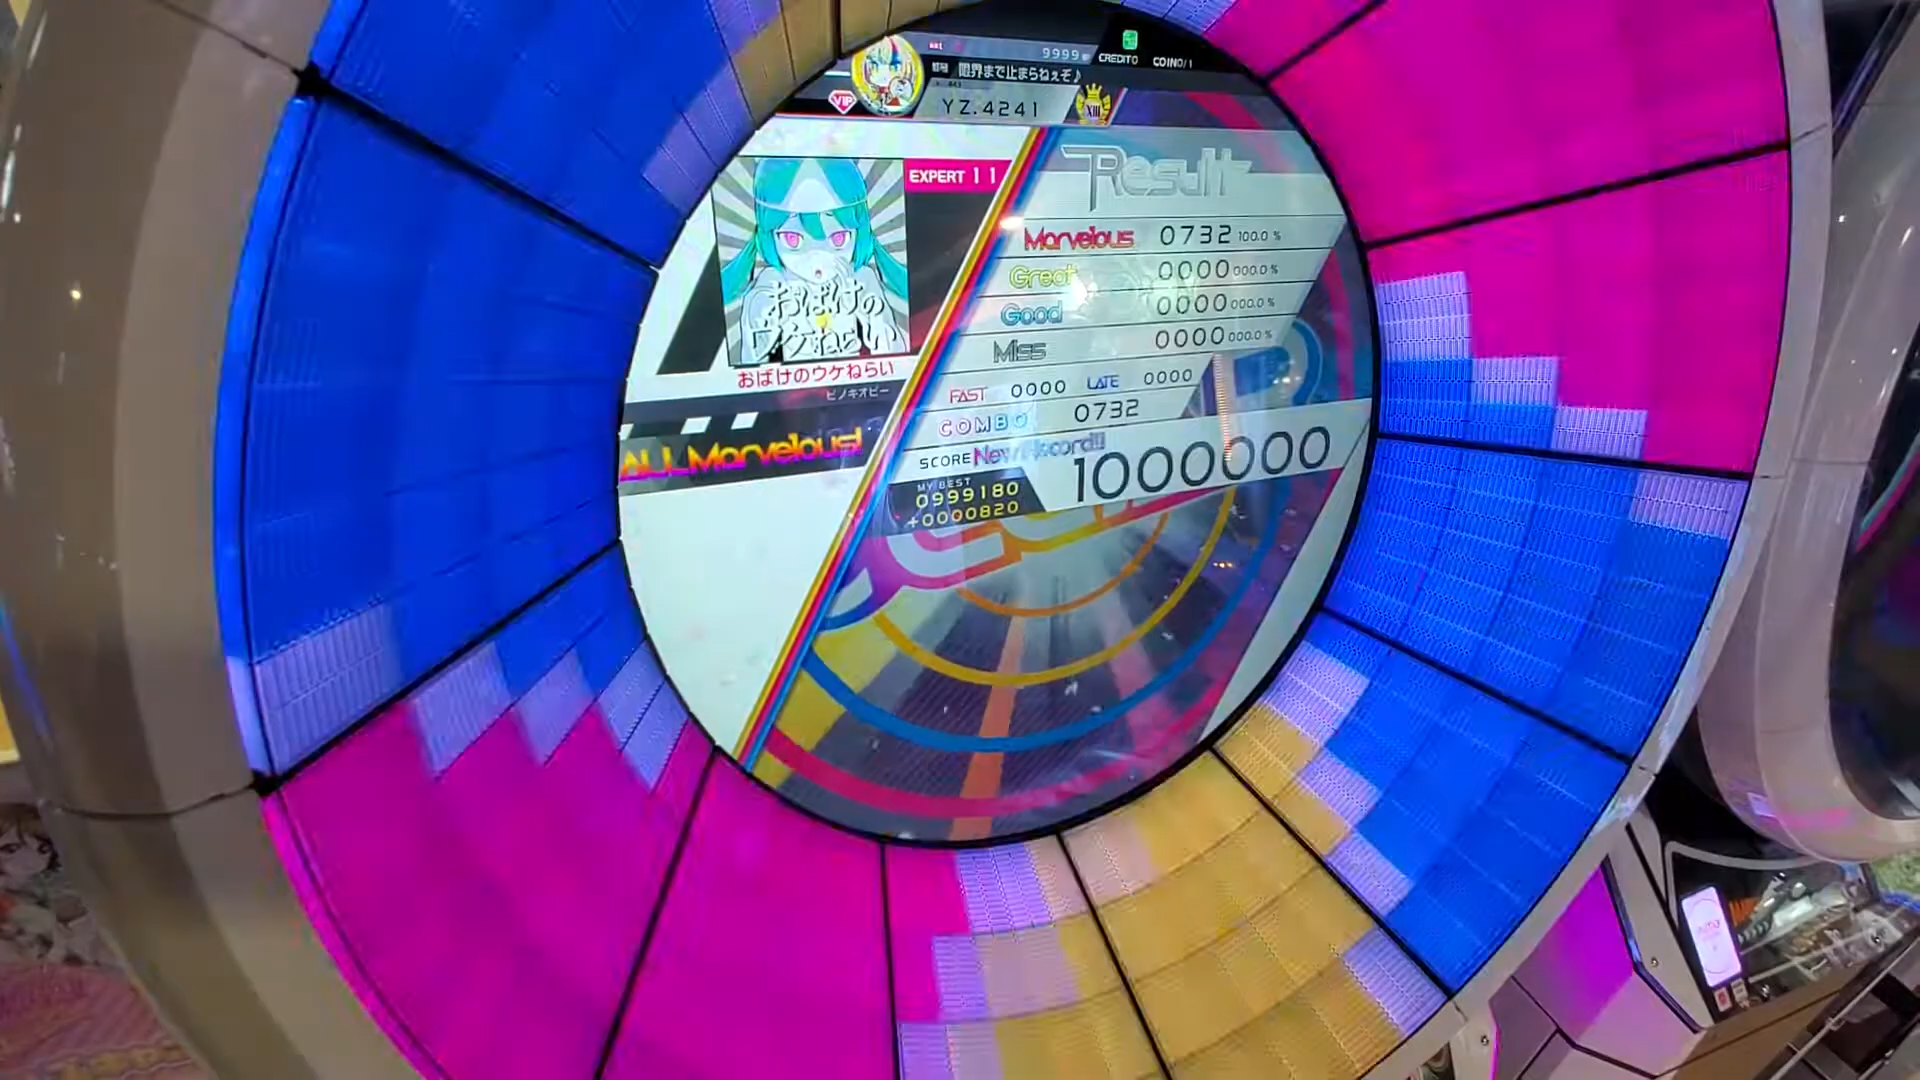 9999
CREDIT0 COIN0/1
限界まで止まらねぇぞ♪
VIP
YZ.4241
XIII
EXPERT 11
おばけの
ウケねらい
おばけのウケねらい
ピノキオピー
ALL Marvelous!
Result
Marvelous 0732 100.0 %
Great 0000 000.0 %
Good 0000 000.0 %
Miss 0000 000.0 %
FAST 0000 LATE 0000
COMBO 0732
SCORE New Record!! 1000000
MY BEST
0999180
+0000820